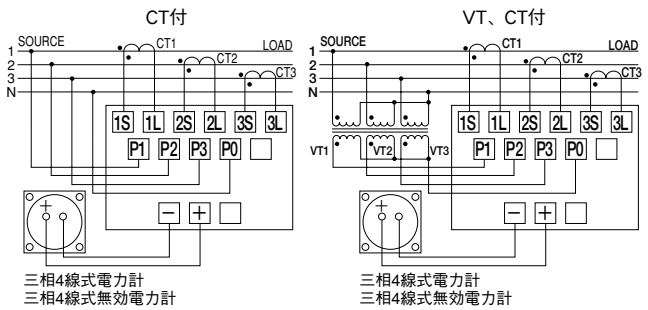 CT付
SOURCE CT1 LOAD
1
2 CT2
3 CT3
N
1S 1L 2S 2L 3S 3L
P1 P2 P3 P0
− +
+
三相4線式電力計
三相4線式無効電力計
VT、CT付
SOURCE CT1 LOAD
1
2 CT2
3 CT3
N
1S 1L 2S 2L 3S 3L
VT1 VT2 VT3 P1 P2 P3 P0
− +
+
三相4線式電力計
三相4線式無効電力計